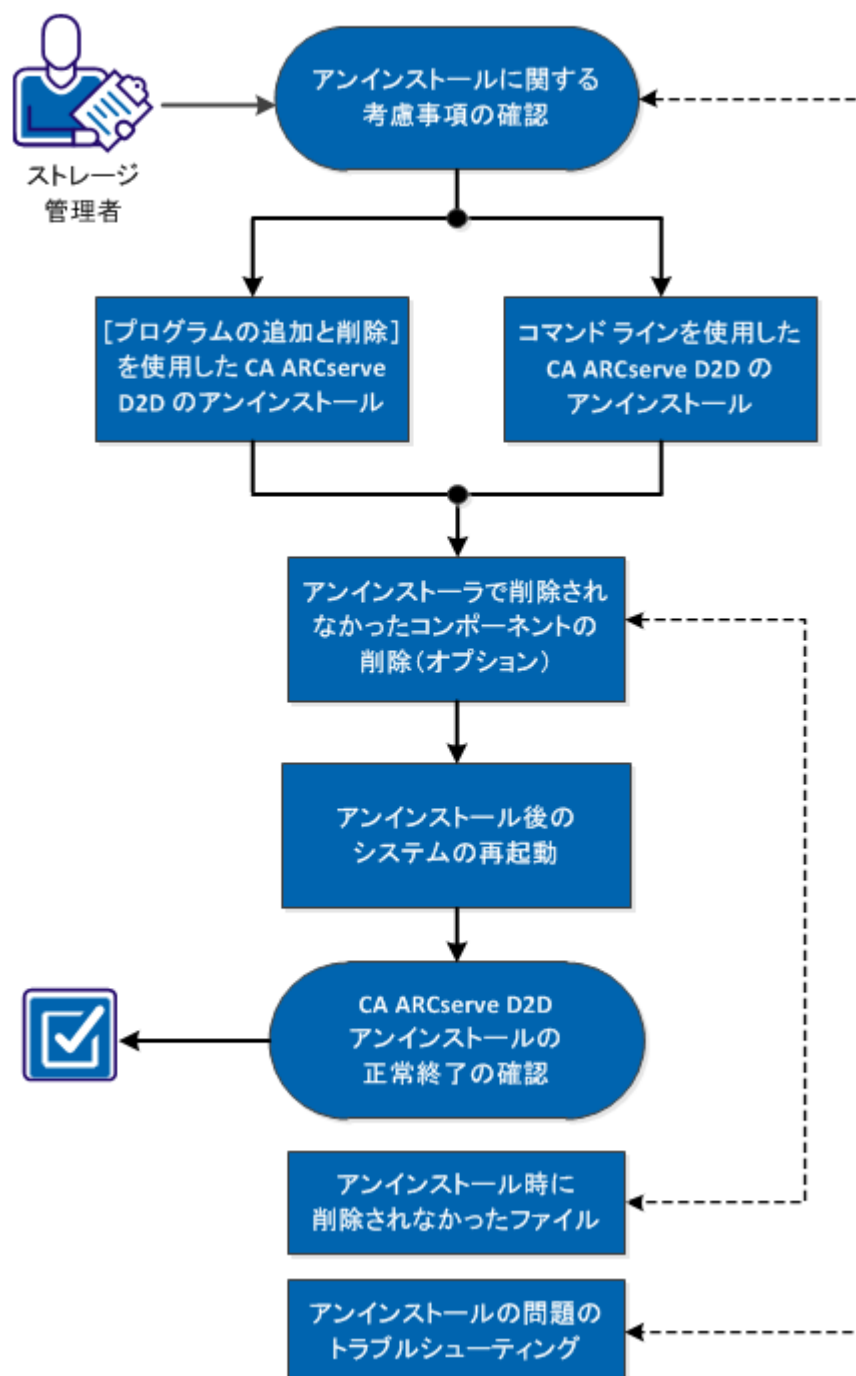 アンインストールに関する
考慮事項の確認
ストレージ
管理者
[プログラムの追加と削除]
を使用した CA ARCserve
D2D のアンインストール
コマンド ラインを使用した
CA ARCserve D2D の
アンインストール
アンインストーラで削除され
なかったコンポーネントの
削除(オプション)
アンインストール後の
システムの再起動
CA ARCserve D2D
アンインストールの
正常終了の確認
アンインストール時に
削除されなかったファイル
アンインストールの問題の
トラブルシューティング